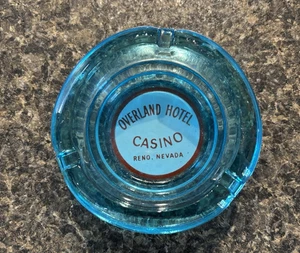 OVERLAND HOTEL
CASINO
RENO, NEVADA